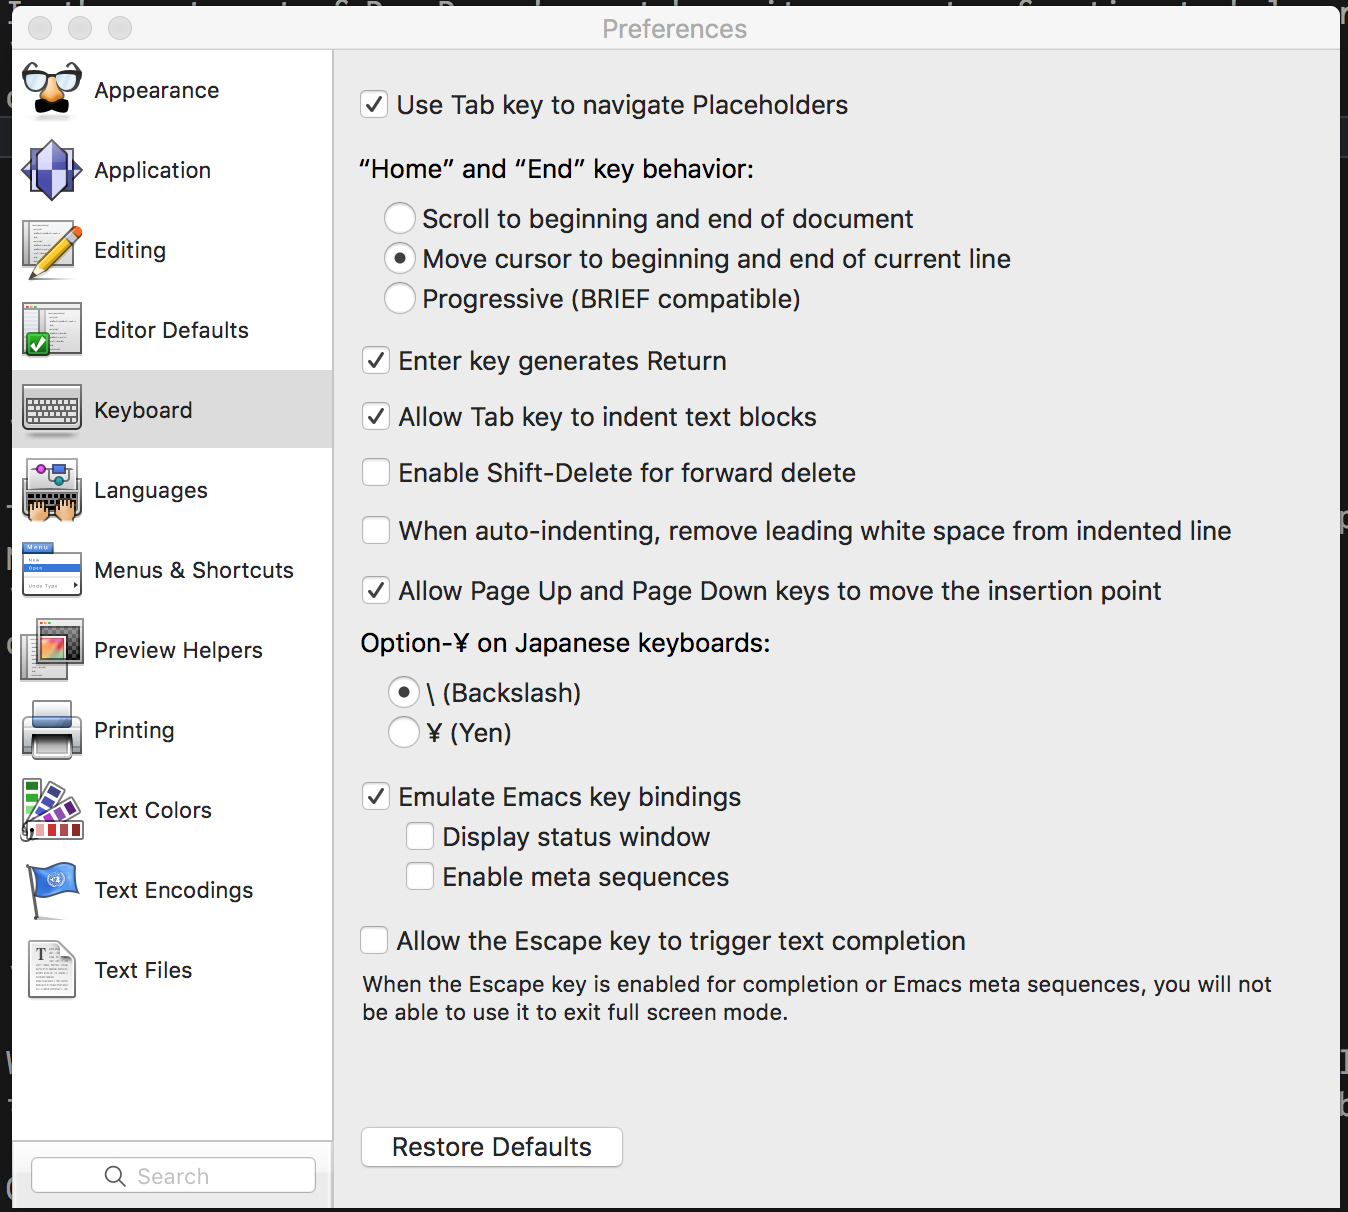 Preferences
Appearance
Application
Editing
Editor Defaults
Keyboard
Languages
Menu
New
Open
Undo Typo
Menus & Shortcuts
Preview Helpers
Printing
Text Colors
Text Encodings
T
Text Files
Search
Use Tab key to navigate Placeholders
“Home” and “End” key behavior:
Scroll to beginning and end of document
Move cursor to beginning and end of current line
Progressive (BRIEF compatible)
Enter key generates Return
Allow Tab key to indent text blocks
Enable Shift-Delete for forward delete
When auto-indenting, remove leading white space from indented line
Allow Page Up and Page Down keys to move the insertion point
Option-¥ on Japanese keyboards:
\ (Backslash)
¥ (Yen)
Emulate Emacs key bindings
Display status window
Enable meta sequences
Allow the Escape key to trigger text completion
When the Escape key is enabled for completion or Emacs meta sequences, you will not
be able to use it to exit full screen mode.
Restore Defaults